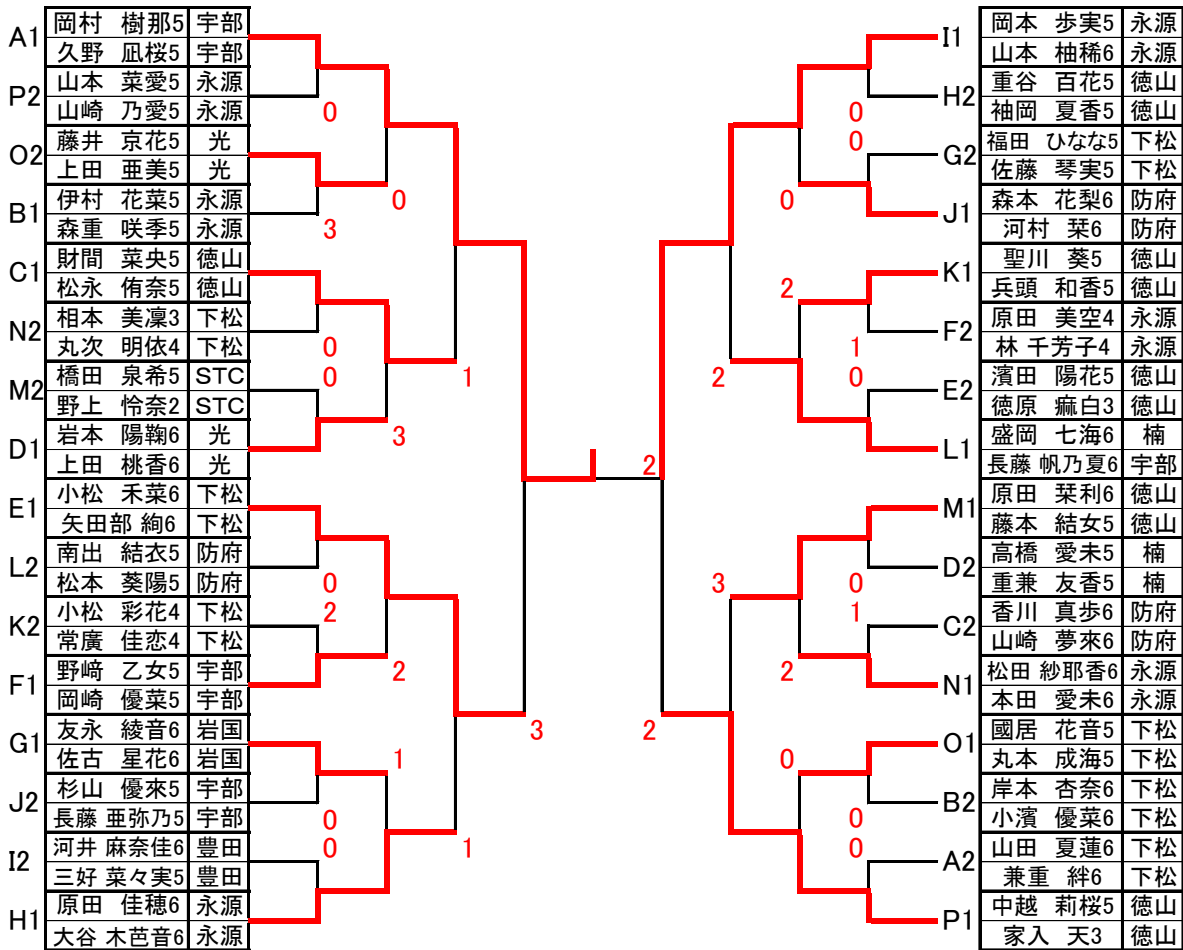 A1
岡村 樹那5 宇部
久野 凪桜5 宇部
P2
山本 菜愛5 永源
山崎 乃愛5 永源
0
O2
藤井 京花5 光
上田 亜美5 光
0
B1
伊村 花菜5 永源
森重 咲季5 永源
3
C1
財間 菜央5 徳山
松永 侑奈5 徳山
N2
相本 美凜3 下松
丸次 明依4 下松
0
M2
橋田 泉希5 STC
野上 怜奈2 STC
0
1
D1
岩本 陽鞠6 光
上田 桃香6 光
3
E1
小松 禾菜6 下松
矢田部 絢6 下松
L2
南出 結衣5 防府
松本 葵陽5 防府
0
K2
小松 彩花4 下松
常廣 佳恋4 下松
2
F1
野﨑 乙女5 宇部
岡崎 優菜5 宇部
2
G1
友永 綾音6 岩国
佐古 星花6 岩国
1
3
J2
杉山 優來5 宇部
長藤 亜弥乃5 宇部
0
I2
河井 麻奈佳6 豊田
三好 菜々実5 豊田
0
1
H1
原田 佳穂6 永源
大谷 木芭音6 永源
I1
岡本 歩実5 永源
山本 柚稀6 永源
H2
重谷 百花5 徳山
袖岡 夏香5 徳山
0
G2
福田 ひなな5 下松
佐藤 琴実5 下松
0
0
J1
森本 花梨6 防府
河村 栞6 防府
K1
聖川 葵5 徳山
兵頭 和香5 徳山
2
F2
原田 美空4 永源
林 千芳子4 永源
1
E2
濱田 陽花5 徳山
徳原 麻白3 徳山
0
2
L1
盛岡 七海6 楠
長藤 帆乃夏6 宇部
2
M1
原田 栞利6 徳山
藤本 結女5 徳山
D2
高橋 愛未5 楠
重兼 友香5 楠
0
3
C2
香川 真歩6 防府
山崎 夢來6 防府
1
N1
松田 紗耶香6 永源
本田 愛未6 永源
2
O1
國居 花音5 下松
丸本 成海5 下松
0
2
B2
岸本 杏奈6 下松
小濱 優菜6 下松
0
A2
山田 夏蓮6 下松
兼重 絆6 下松
0
P1
中越 莉桜5 徳山
家入 天3 徳山